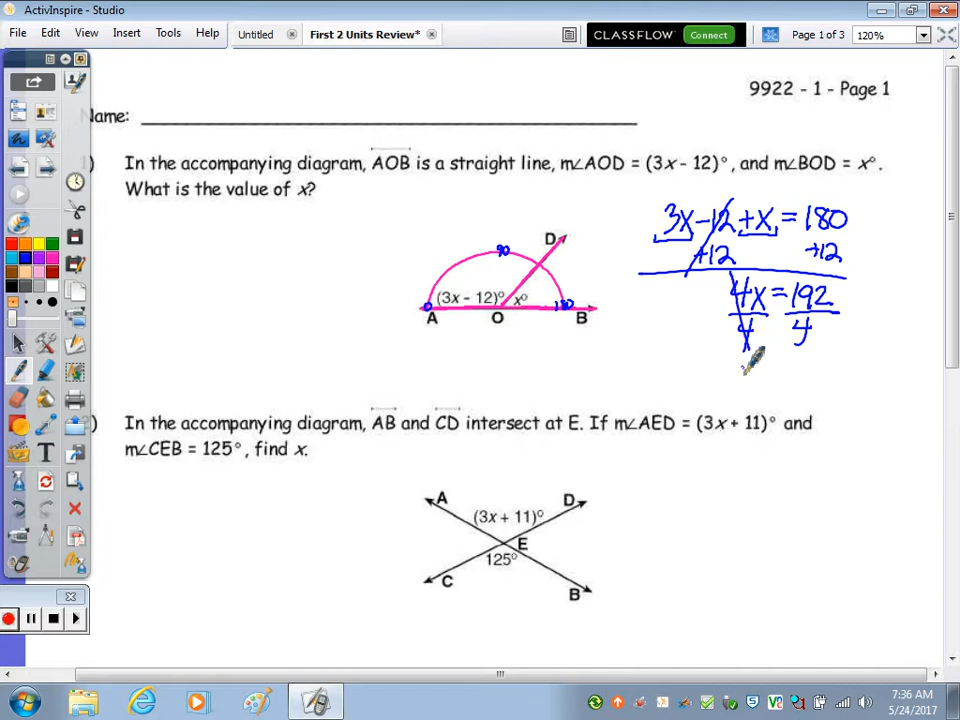 ActivInspire - Studio
File Edit View Insert Tools Help Untitled First 2 Units Review* CLASSFLOW Connect Page 1 of 3 120%
9922 - 1 - Page 1
Name:
) In the accompanying diagram, AOB is a straight line, m∠AOD = (3x - 12)°, and m∠BOD = x°.
What is the value of x?
3x-12+x=180
+12 +12
4x=192
4 4
90
D
(3x - 12)° x°
0 180
A O B
) In the accompanying diagram, AB and CD intersect at E. If m∠AED = (3x + 11)° and
m∠CEB = 125°, find x.
A D
(3x + 11)°
E
125°
C
B
7:36 AM
5/24/2017